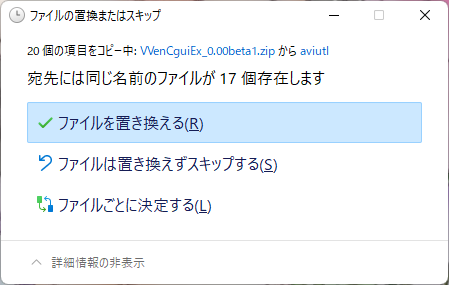 ファイルの置換またはスキップ
20 個の項目をコピー中: VVenCguiEx_0.00beta1.zip から aviutl
宛先には同じ名前のファイルが 17 個存在します
ファイルを置き換える(R)
ファイルは置き換えずスキップする(S)
ファイルごとに決定する(L)
詳細情報の非表示